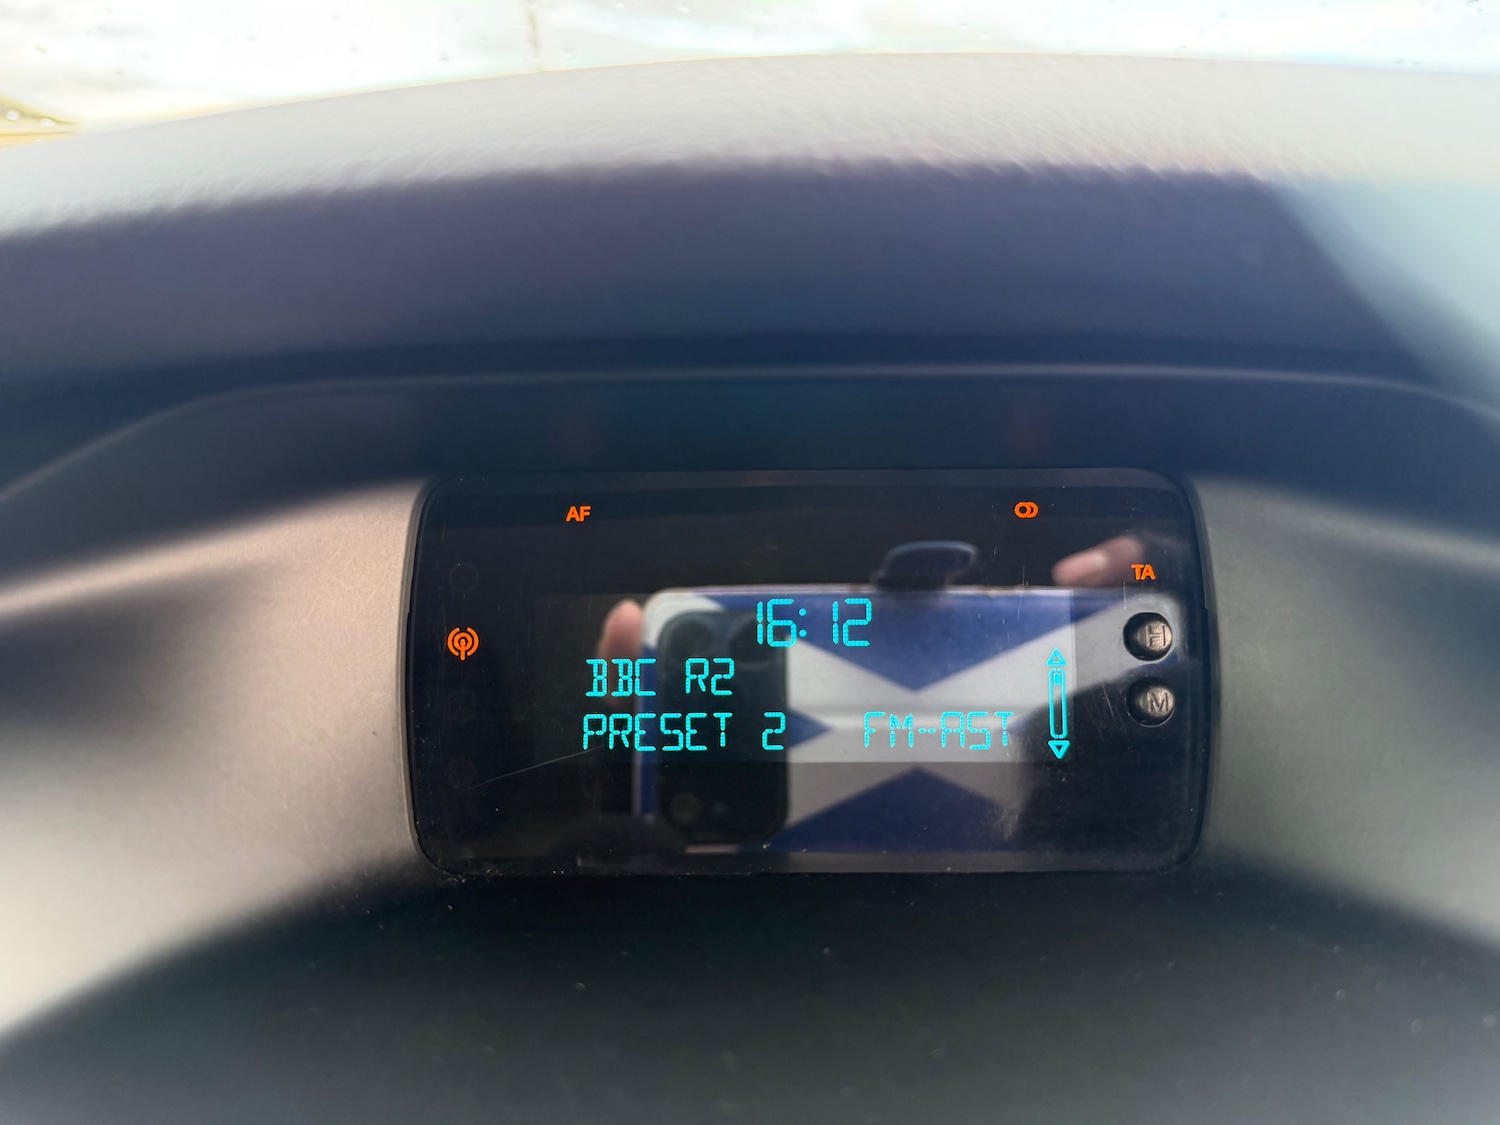 AF
TA
16:12
H
BBC R2
M
PRESET 2 FM-AST